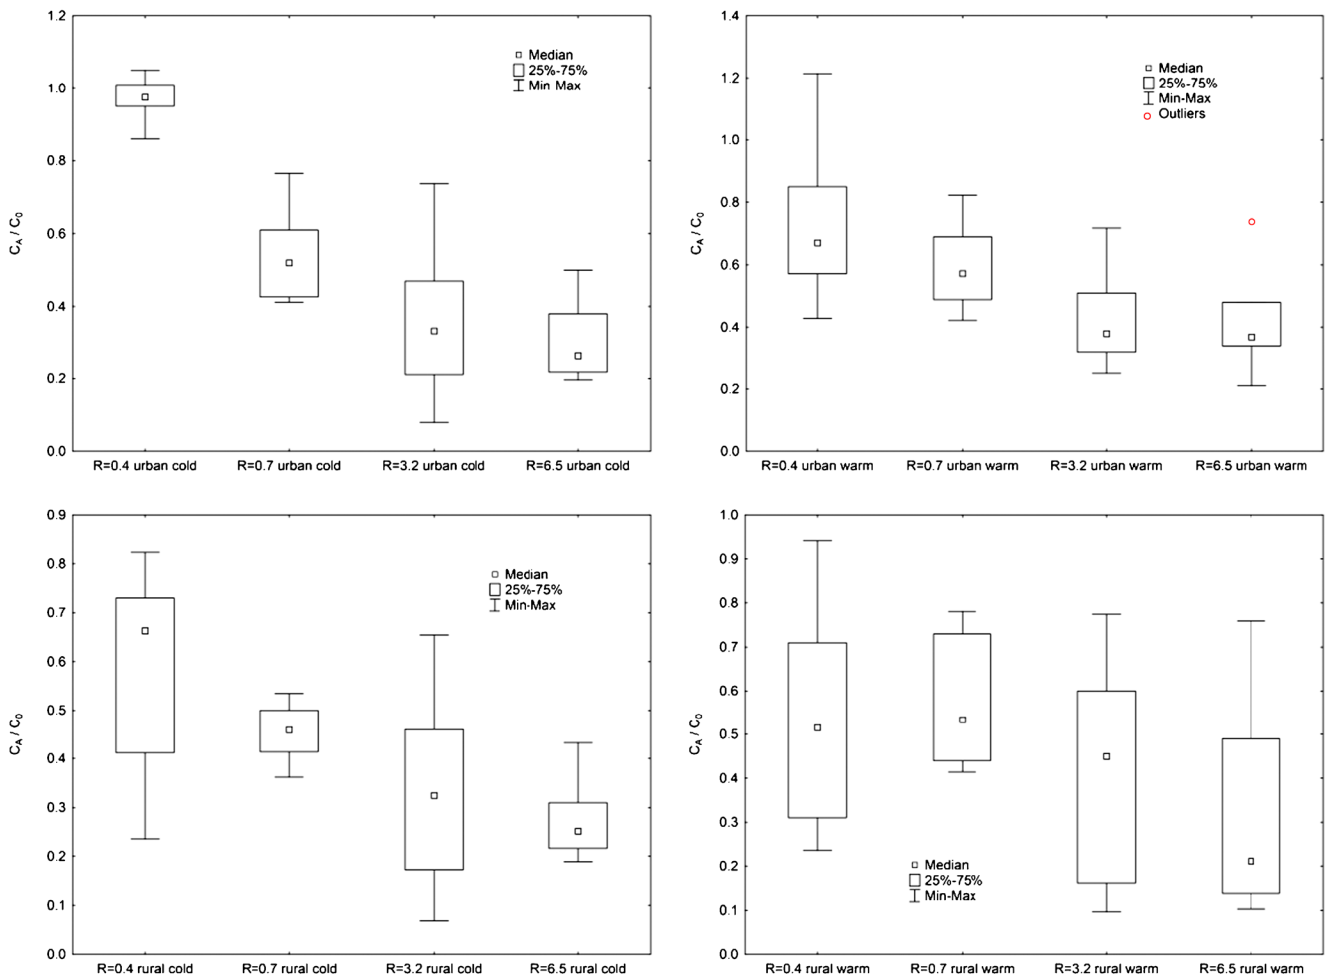 1.2
1.0
0.8
0.6
0.4
0.2
0.0
C_A / C_0
Median
25%-75%
Min Max
R=0.4 urban cold R=0.7 urban cold R=3.2 urban cold R=6.5 urban cold
1.4
1.2
1.0
0.8
0.6
0.4
0.2
0.0
C_A / C_0
Median
25%-75%
Min-Max
Outliers
R=0.4 urban warm R=0.7 urban warm R=3.2 urban warm R=6.5 urban warm
0.9
0.8
0.7
0.6
0.5
0.4
0.3
0.2
0.1
0.0
C_A / C_0
Median
25%-75%
Min-Max
R=0.4 rural cold R=0.7 rural cold R=3.2 rural cold R=6.5 rural cold
1.0
0.9
0.8
0.7
0.6
0.5
0.4
0.3
0.2
0.1
0.0
C_A / C_0
Median
25%-75%
Min-Max
R=0.4 rural warm R=0.7 rural warm R=3.2 rural warm R=6.5 rural warm